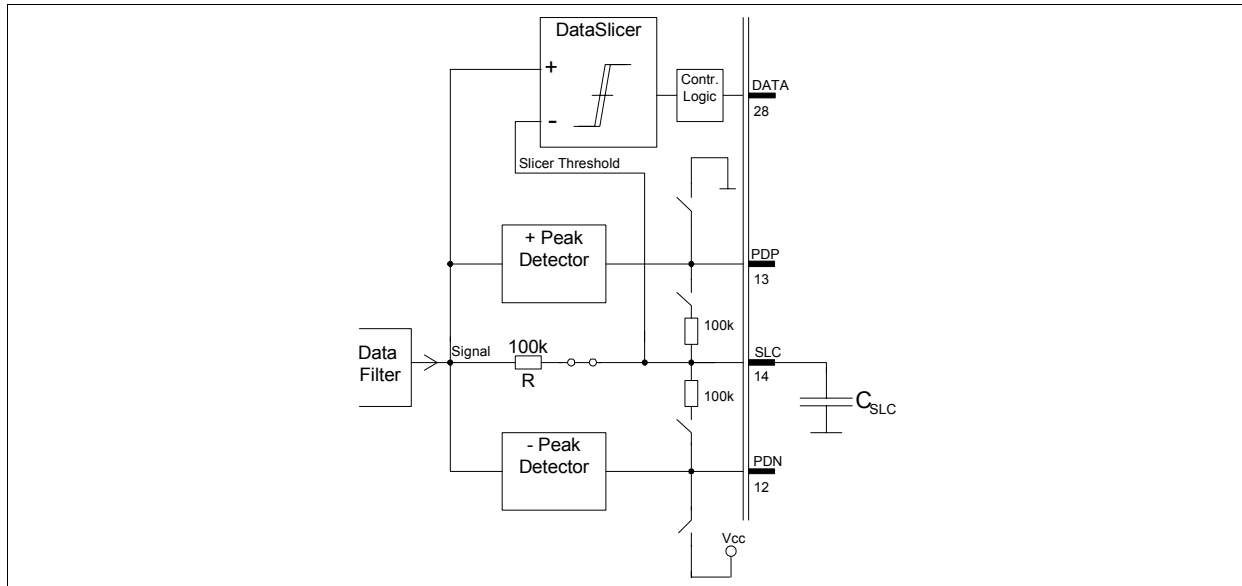 DataSlicer
+
-
Contr.
Logic
DATA
28
Slicer Threshold
+ Peak
Detector
PDP
13
100k
Data
Filter
Signal
100k
R
SLC
14
C_SLC
100k
- Peak
Detector
PDN
12
Vcc